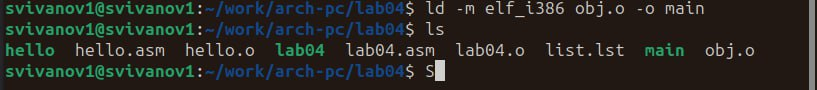 svivanov1@svivanov1:~/work/arch-pc/lab04$ ld -m elf_i386 obj.o -o main
svivanov1@svivanov1:~/work/arch-pc/lab04$ ls
hello  hello.asm  hello.o  lab04  lab04.asm  lab04.o  list.lst  main  obj.o
svivanov1@svivanov1:~/work/arch-pc/lab04$ S